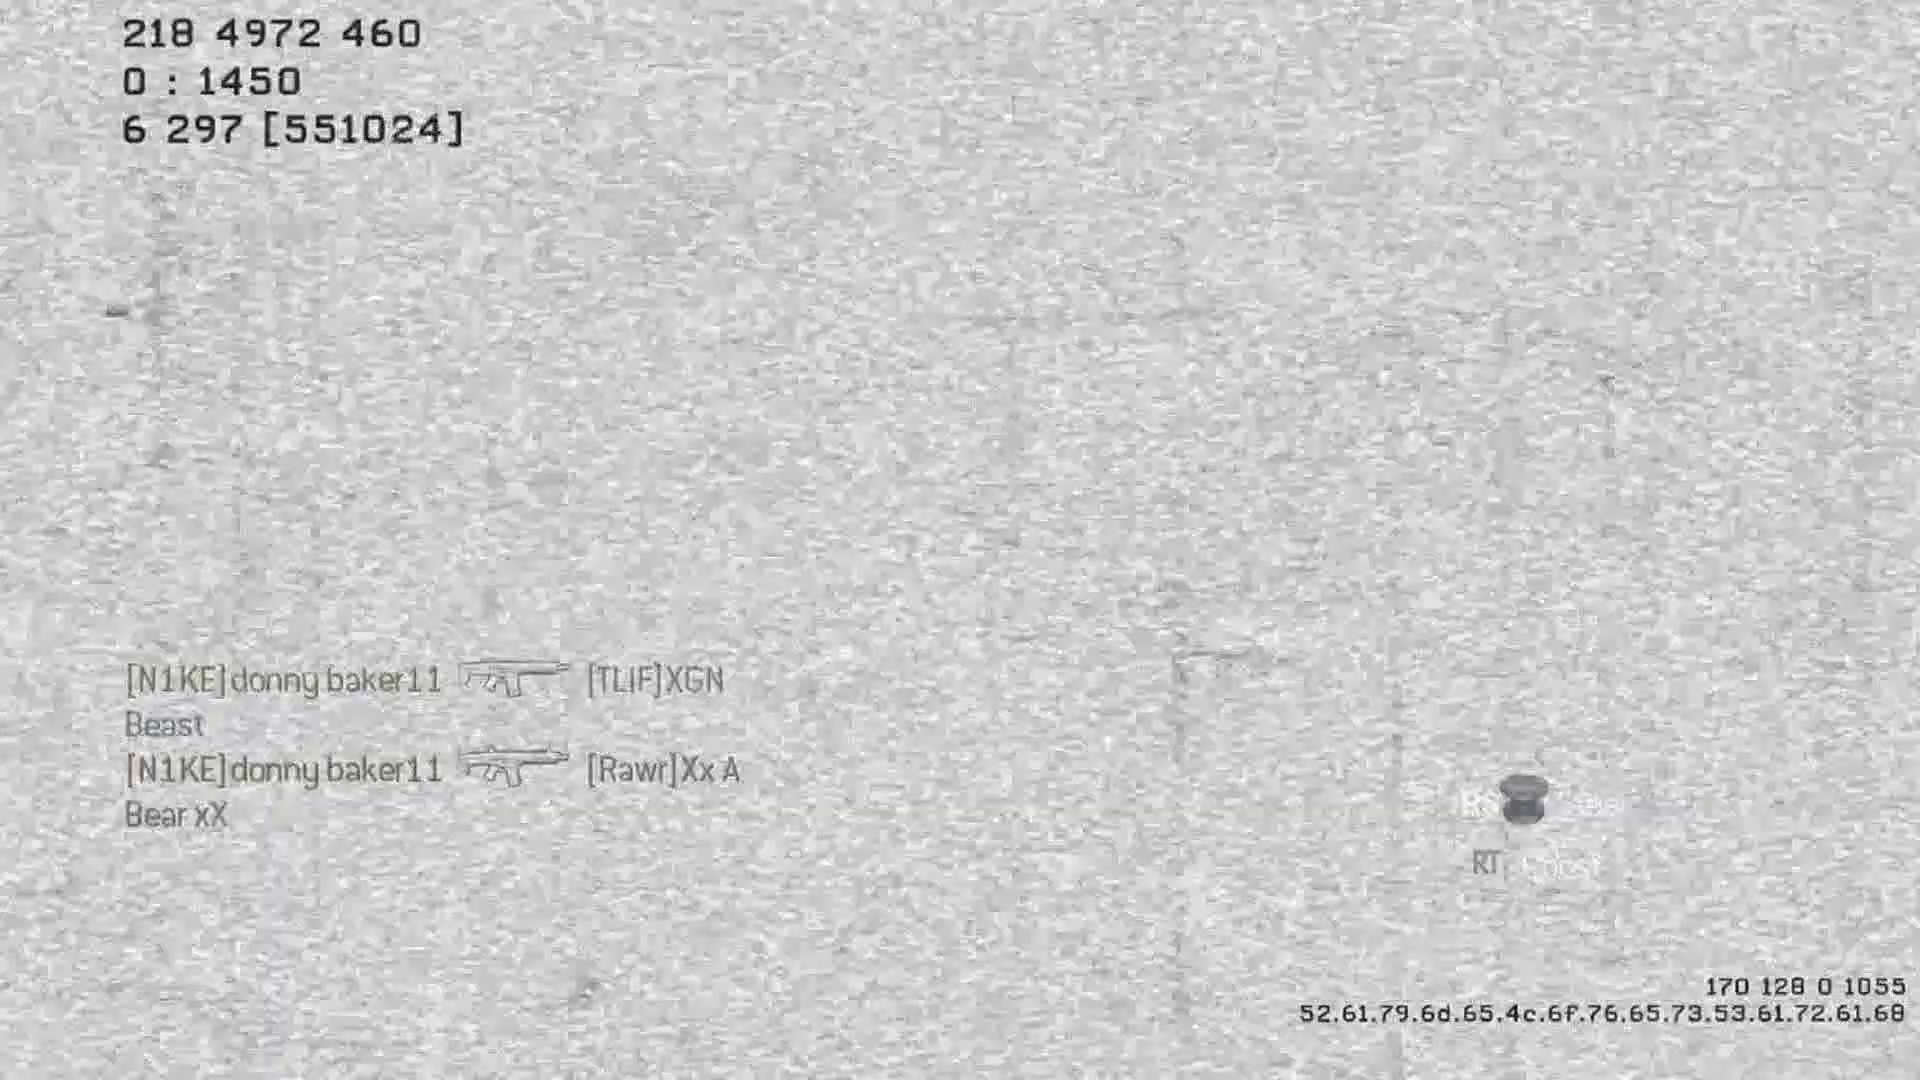 218 4972 460
0 : 1450
6 297 [551024]
[N1KE]donny baker11 [TLIF]XGN
Beast
[N1KE]donny baker11 [Rawr]Xx A
Bear xX
RT
170 128 0 1055
52.61.79.6d.65.4c.6f.76.65.73.53.61.72.61.68